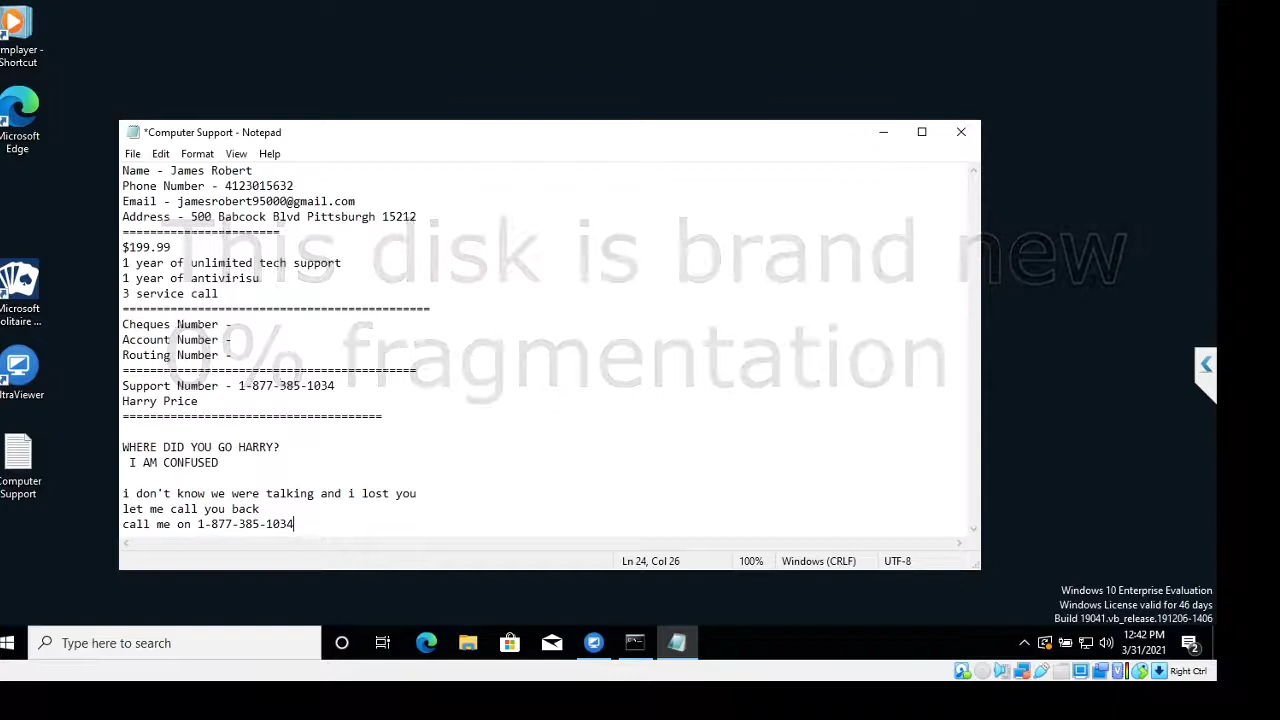 mplayer -
Shortcut
Microsoft
Edge
Microsoft
Solitaire ...
ltraViewer
Computer
Support
*Computer Support - Notepad
File Edit Format View Help
Name - James Robert
Phone Number - 4123015632
Email - jamesrobert95000@gmail.com
Address - 500 Babcock Blvd Pittsburgh 15212
=======================
$199.99
1 year of unlimited tech support
1 year of antivirisu
3 service call
=============================================
Cheques Number -
Account Number -
Routing Number -
===========================================
Support Number - 1-877-385-1034
Harry Price
======================================
WHERE DID YOU GO HARRY?
I AM CONFUSED
i don't know we were talking and i lost you
let me call you back
call me on 1-877-385-1034
This disk is brand new
0% fragmentation
Ln 24, Col 26 100% Windows (CRLF) UTF-8
Windows 10 Enterprise Evaluation
Windows License valid for 46 days
Build 19041.vb_release.191206-1406
Type here to search
12:42 PM
3/31/2021
2
Right Ctrl